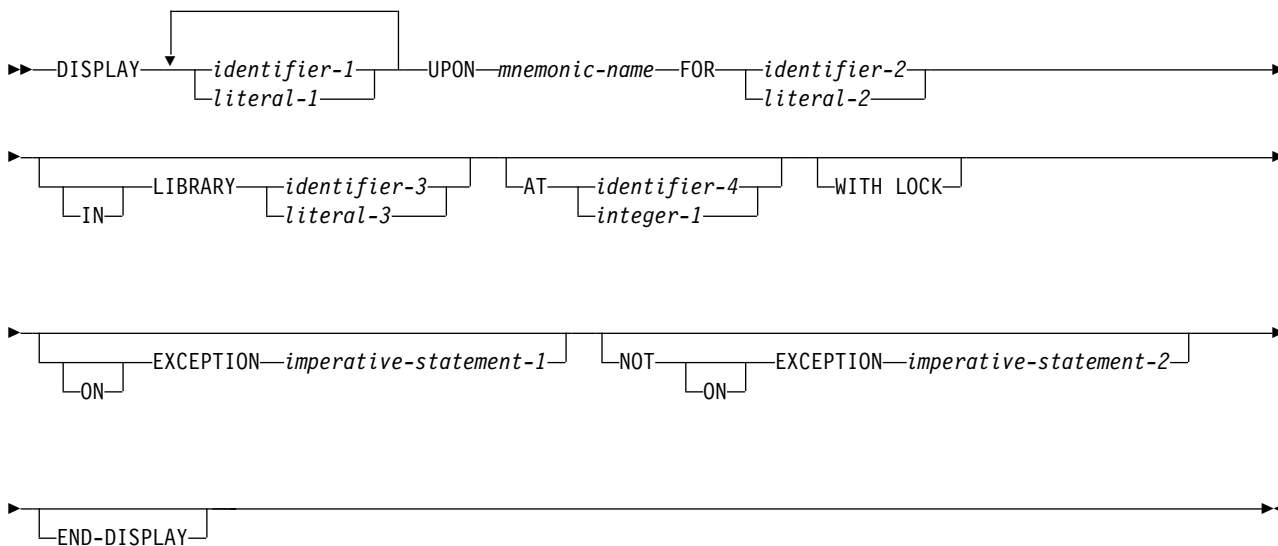 DISPLAY identifier-1 UPON mnemonic-name FOR identifier-2
literal-1 literal-2
LIBRARY identifier-3 AT identifier-4 WITH LOCK
IN literal-3 integer-1
EXCEPTION imperative-statement-1 NOT EXCEPTION imperative-statement-2
ON ON
END-DISPLAY